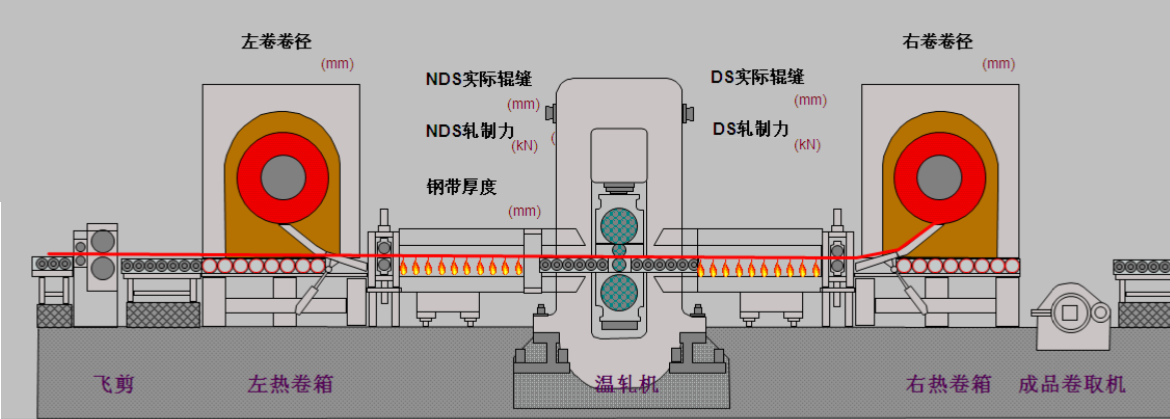 左卷卷径
(mm)
右卷卷径
(mm)
NDS实际辊缝
(mm)
DS实际辊缝
(mm)
NDS轧制力
(kN)
(
DS轧制力
(kN)
钢带厚度
(mm)
飞剪
左热卷箱
温轧机
右热卷箱
成品卷取机